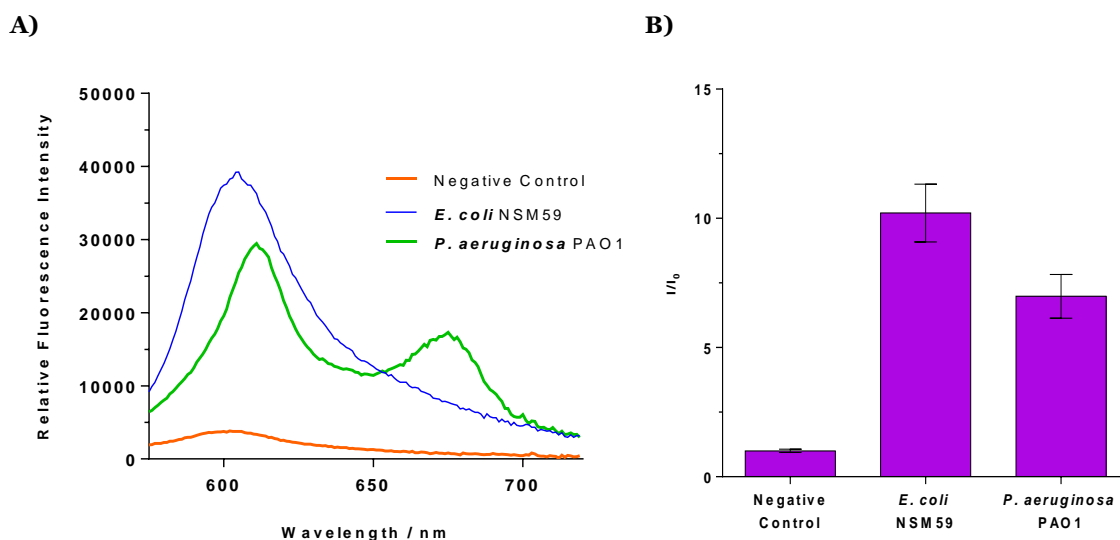 A)
B)
50000
40000
30000
20000
10000
0
Relative Fluorescence Intensity
600
650
700
Wavelength / nm
Negative Control
E. coli NSM59
P. aeruginosa PAO1
15
10
5
0
I/I₀
Negative
Control
E. coli
NSM59
P. aeruginosa
PAO1